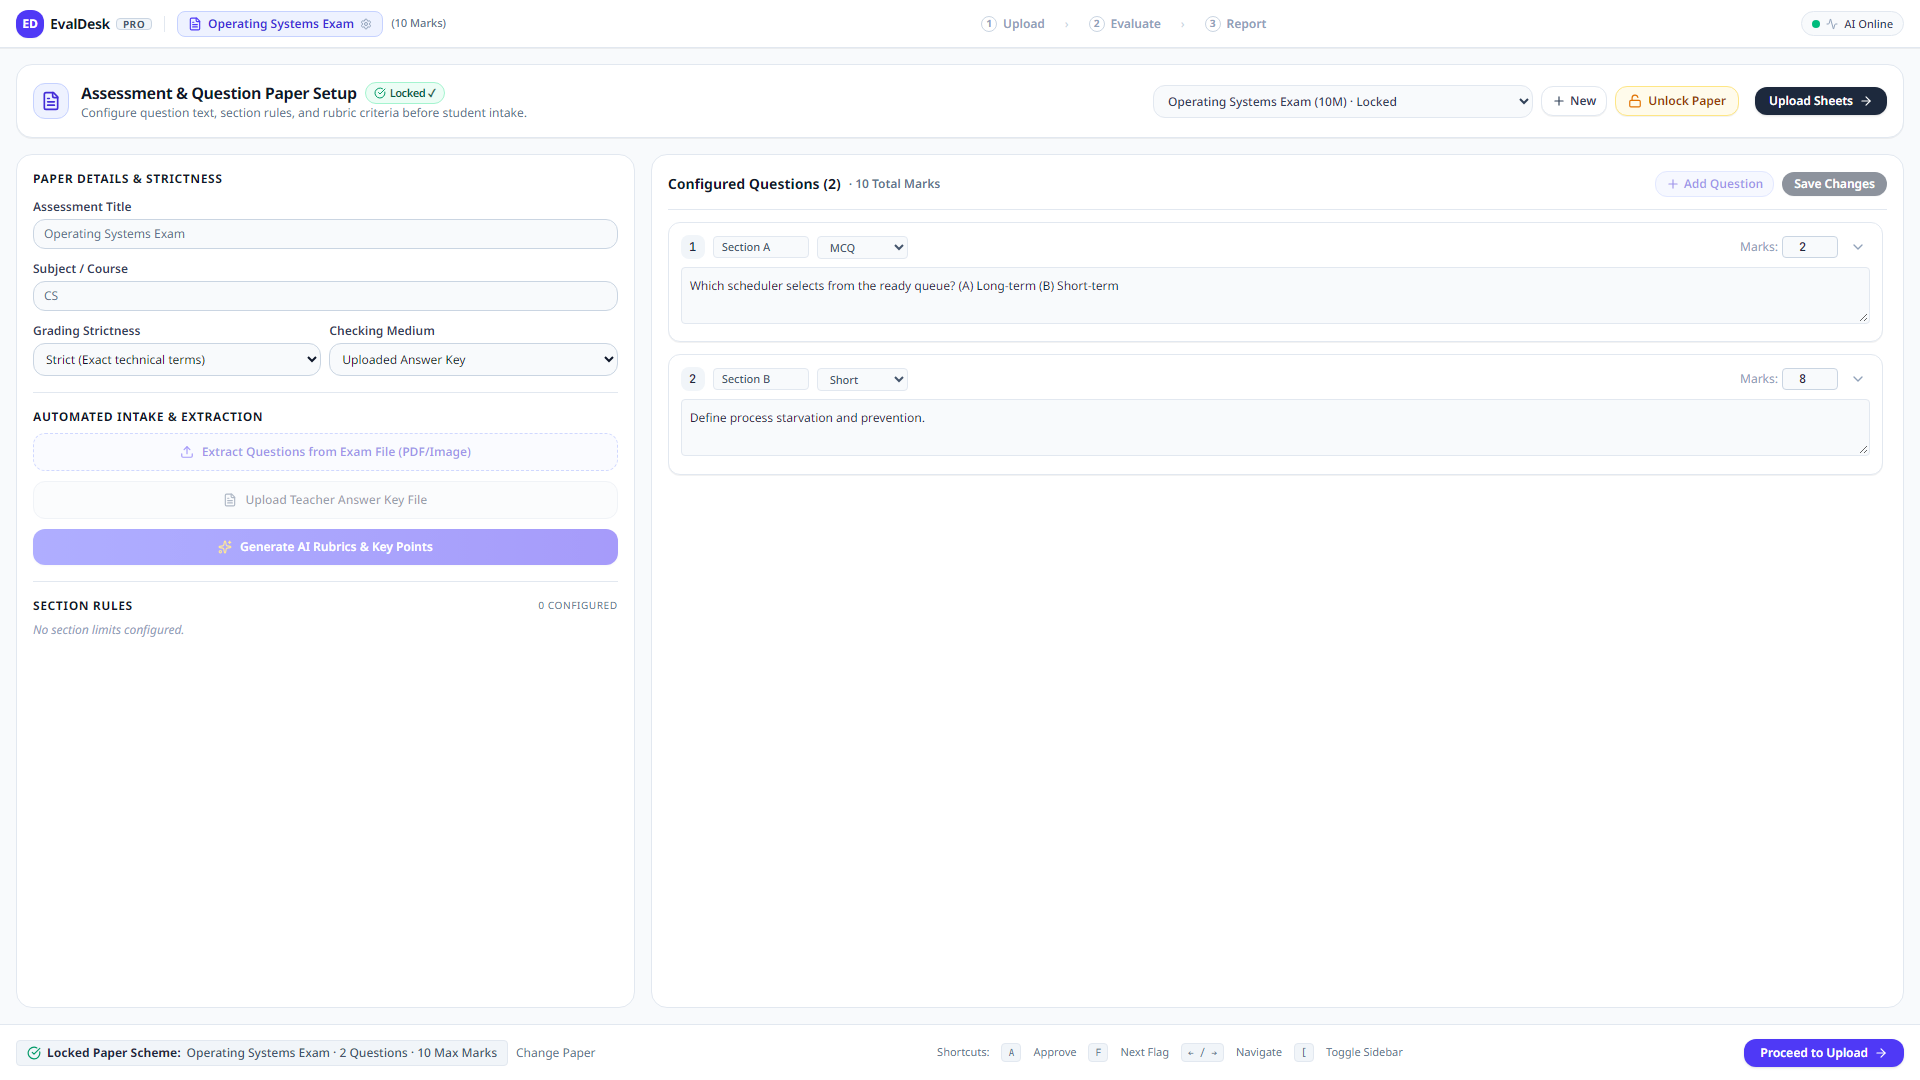 ED EvalDesk PRO Operating Systems Exam (10 Marks) 1 Upload › 2 Evaluate › 3 Report AI Online
Assessment & Question Paper Setup Locked ✓
Configure question text, section rules, and rubric criteria before student intake.
Operating Systems Exam (10M) · Locked + New Unlock Paper Upload Sheets →
PAPER DETAILS & STRICTNESS
Assessment Title
Operating Systems Exam
Subject / Course
CS
Grading Strictness Checking Medium
Strict (Exact technical terms) Uploaded Answer Key
AUTOMATED INTAKE & EXTRACTION
Extract Questions from Exam File (PDF/Image)
Upload Teacher Answer Key File
Generate AI Rubrics & Key Points
SECTION RULES 0 CONFIGURED
No section limits configured.
Configured Questions (2) · 10 Total Marks + Add Question Save Changes
1 Section A MCQ Marks: 2
Which scheduler selects from the ready queue? (A) Long-term (B) Short-term
2 Section B Short Marks: 8
Define process starvation and prevention.
Locked Paper Scheme: Operating Systems Exam · 2 Questions · 10 Max Marks Change Paper
Shortcuts: A Approve F Next Flag ← / → Navigate [ Toggle Sidebar
Proceed to Upload →